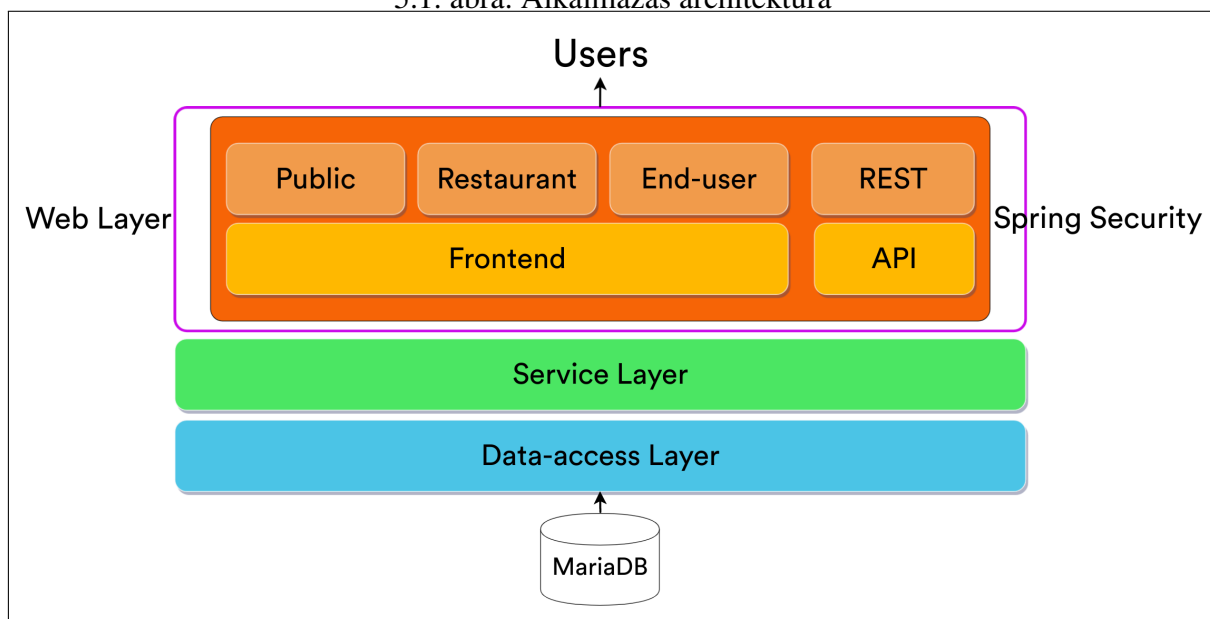 5.1. ábra. Alkalmazás architektúra
Users
Public
Restaurant
End-user
REST
Web Layer
Spring Security
Frontend
API
Service Layer
Data-access Layer
MariaDB